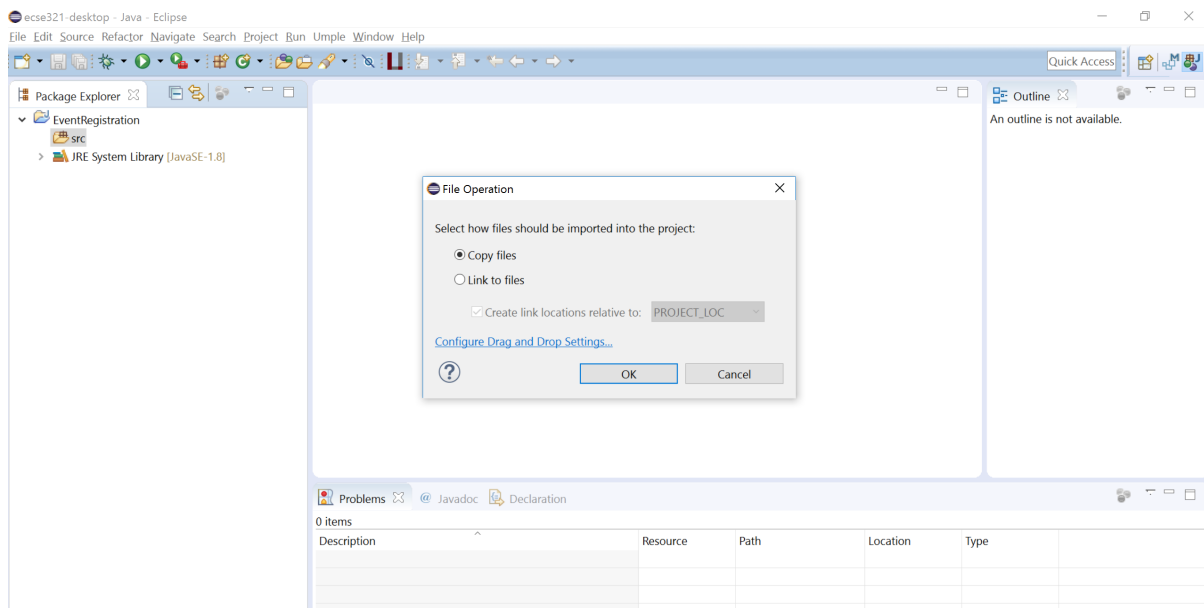 ecse321-desktop - Java - Eclipse
File Edit Source Refactor Navigate Search Project Run Umple Window Help
Quick Access
Package Explorer
EventRegistration
src
JRE System Library [JavaSE-1.8]
Outline
An outline is not available.
File Operation
Select how files should be imported into the project:
Copy files
Link to files
Create link locations relative to: PROJECT_LOC
Configure Drag and Drop Settings...
OK Cancel
Problems @ Javadoc Declaration
0 items
Description Resource Path Location Type